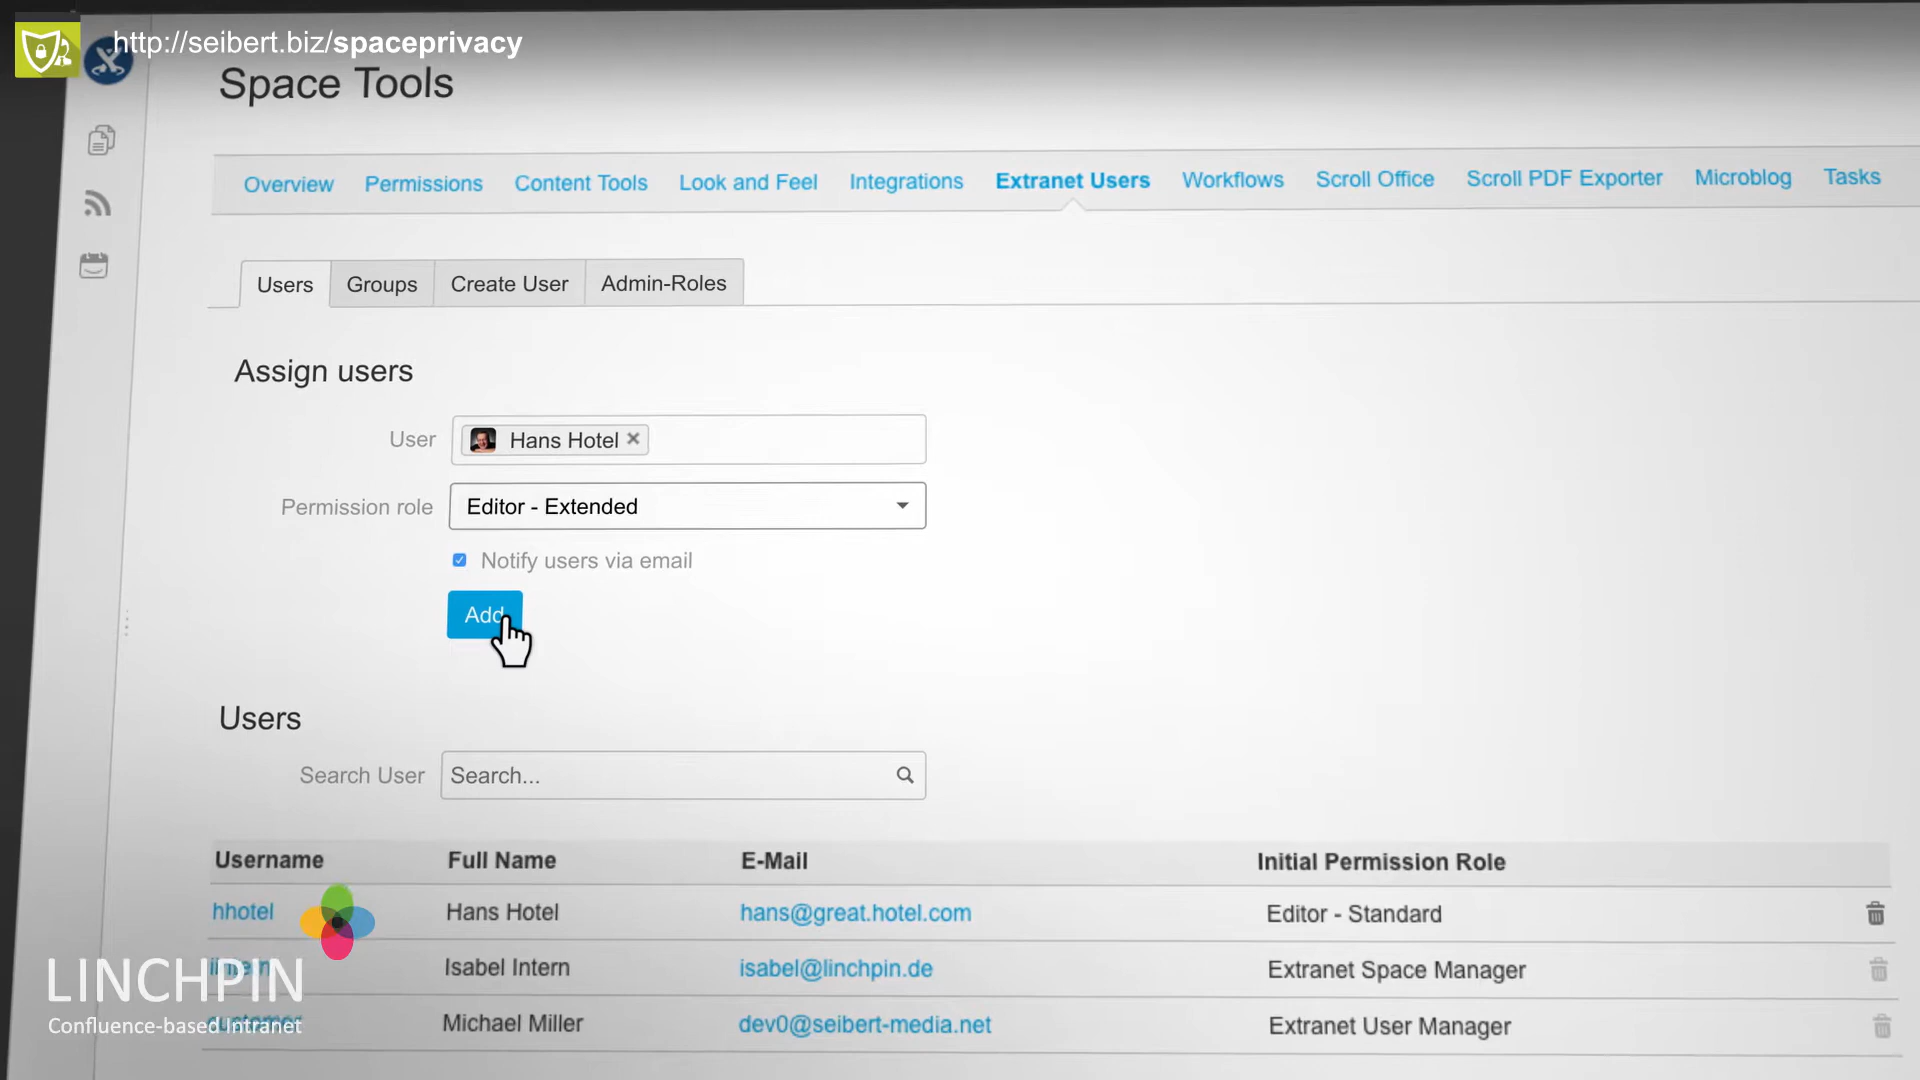 http://seibert.biz/spaceprivacy
Space Tools
Overview Permissions Content Tools Look and Feel Integrations Extranet Users Workflows Scroll Office Scroll PDF Exporter Microblog Tasks
Users Groups Create User Admin-Roles
Assign users
User Hans Hotel ×
Permission role Editor - Extended
Notify users via email
Add
Users
Search User Search...
Username Full Name E-Mail Initial Permission Role
hhotel Hans Hotel hans@great.hotel.com Editor - Standard
Isabel Intern isabel@linchpin.de Extranet Space Manager
LINCHPIN
Michael Miller dev0@seibert-media.net Extranet User Manager
Confluence-based Intranet